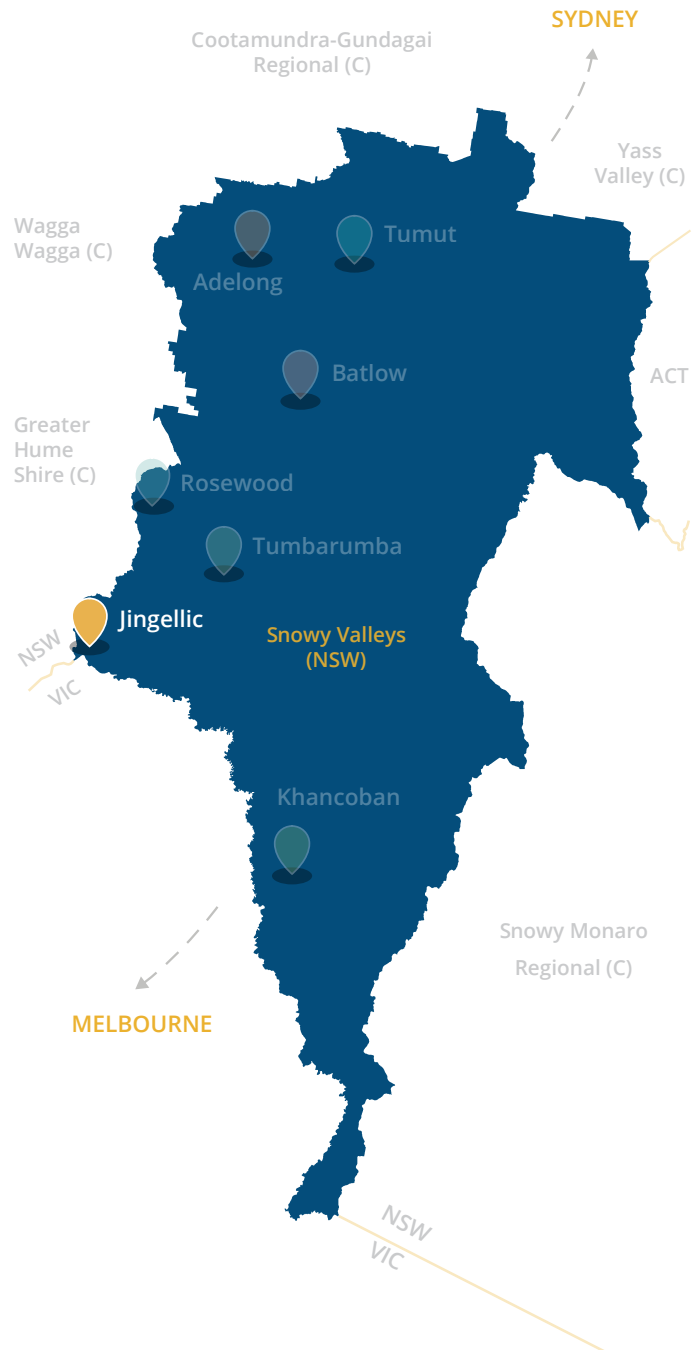 SYDNEY
Cootamundra-Gundagai
Regional (C)
Yass
Valley (C)
Wagga
Wagga (C)
Tumut
Adelong
Batlow
ACT
Greater
Hume
Shire (C)
Rosewood
Tumbarumba
Jingellic
Snowy Valleys
(NSW)
NSW
VIC
Khancoban
Snowy Monaro
Regional (C)
MELBOURNE
NSW
VIC